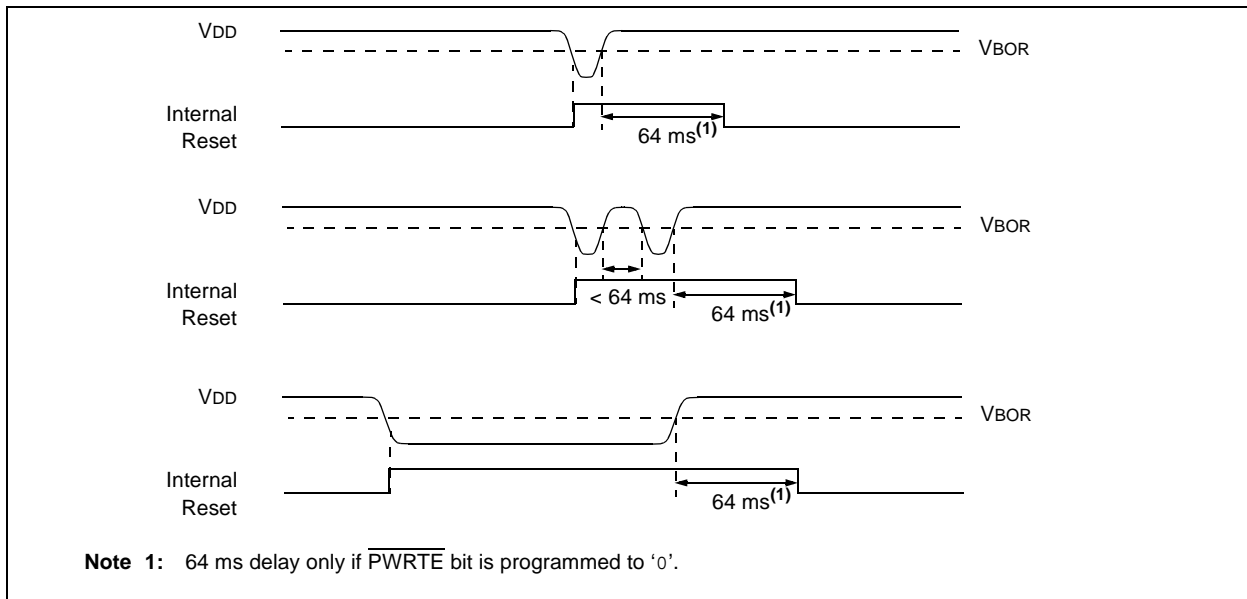 VDD
VBOR
Internal
Reset
64 ms(1)
VDD
VBOR
Internal
Reset
< 64 ms
64 ms(1)
VDD
VBOR
Internal
Reset
64 ms(1)
Note 1: 64 ms delay only if PWRTE bit is programmed to ‘0’.